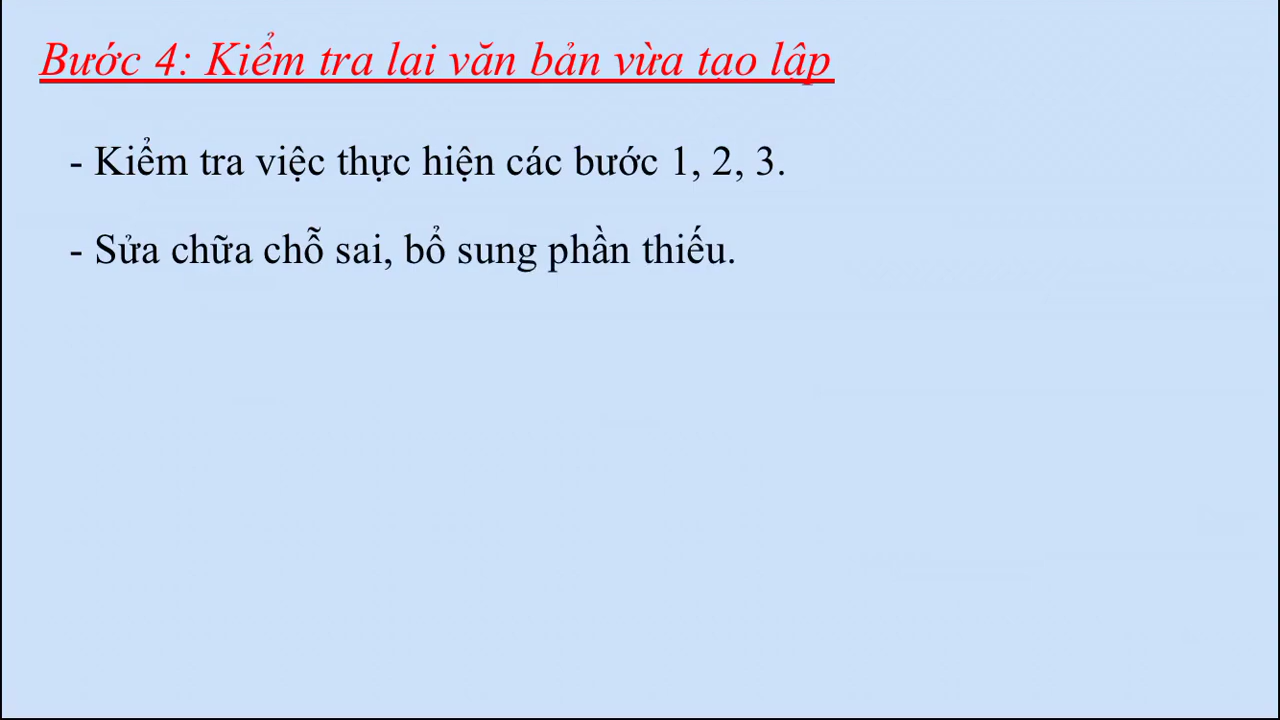 Bước 4: Kiểm tra lại văn bản vừa tạo lập
- Kiểm tra việc thực hiện các bước 1, 2, 3.
- Sửa chữa chỗ sai, bổ sung phần thiếu.